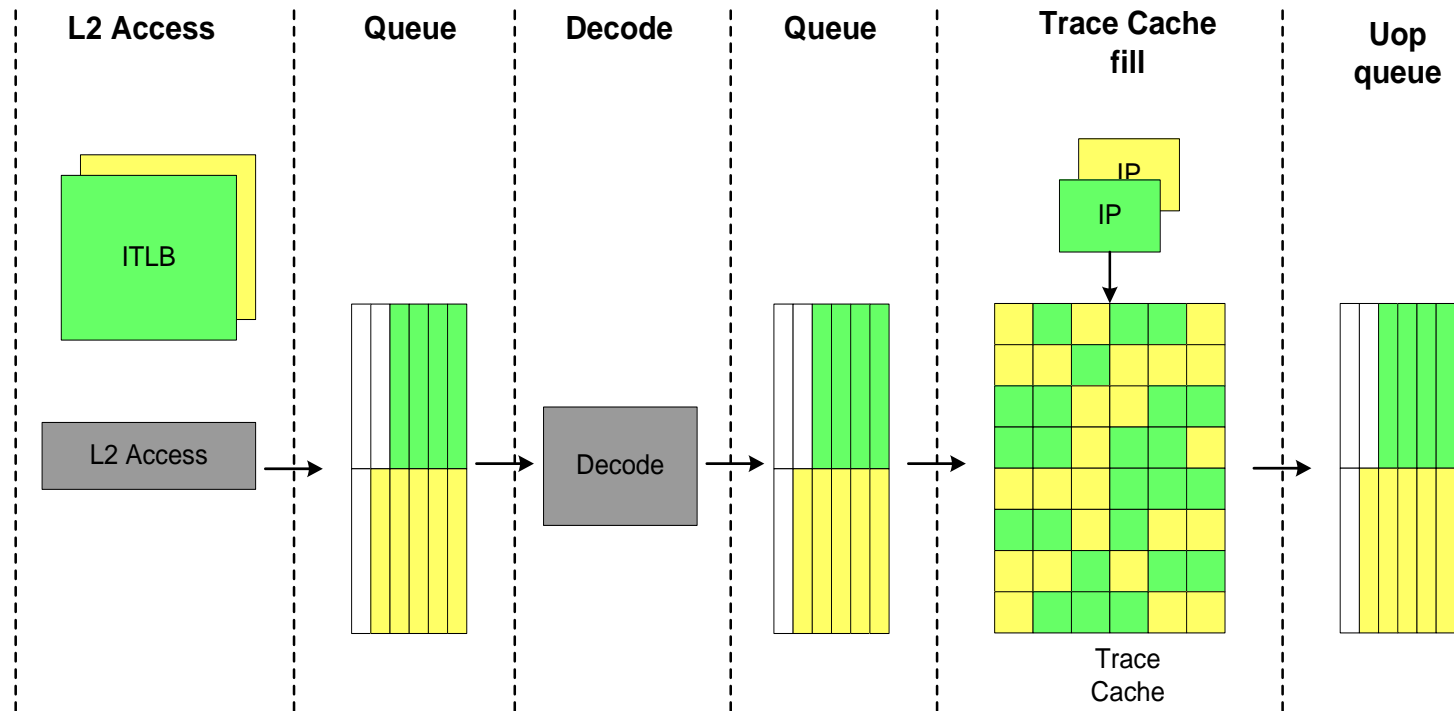 L2 Access
Queue
Decode
Queue
Trace Cache
fill
Uop
queue
IP
IP
ITLB
L2 Access
Decode
Trace
Cache